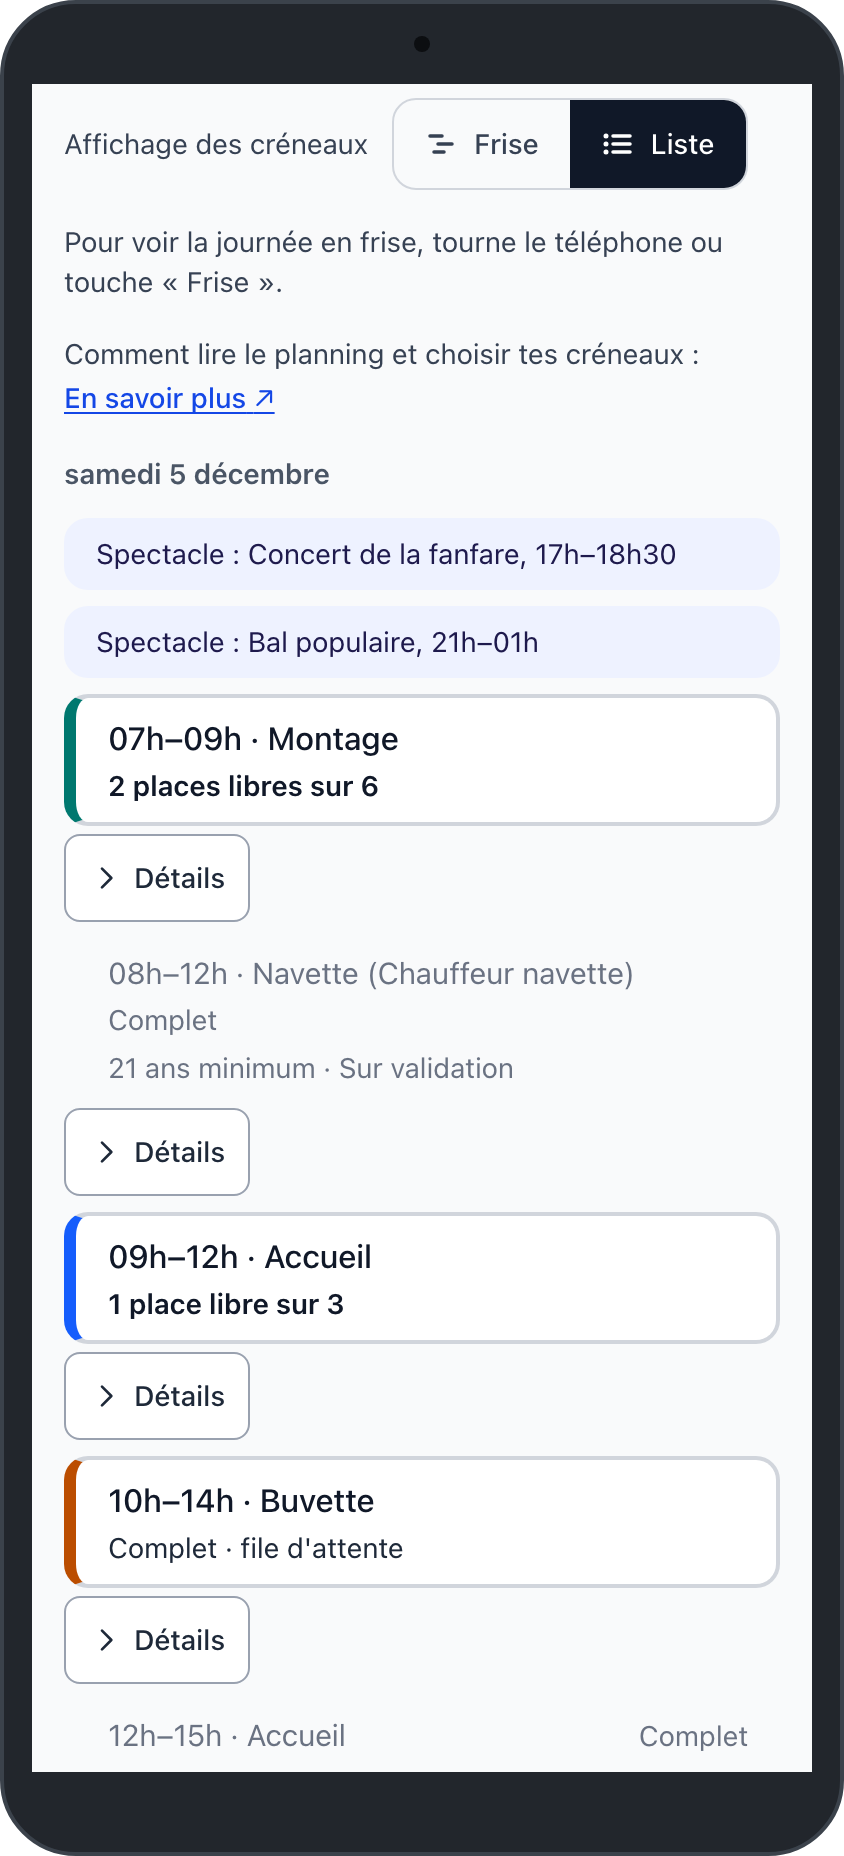 Affichage des créneaux
Frise
Liste
Pour voir la journée en frise, tourne le téléphone ou
touche « Frise ».
Comment lire le planning et choisir tes créneaux :
En savoir plus ↗
samedi 5 décembre
Spectacle : Concert de la fanfare, 17h–18h30
Spectacle : Bal populaire, 21h–01h
07h–09h · Montage
2 places libres sur 6
Détails
08h–12h · Navette (Chauffeur navette)
Complet
21 ans minimum · Sur validation
Détails
09h–12h · Accueil
1 place libre sur 3
Détails
10h–14h · Buvette
Complet · file d'attente
Détails
12h–15h · Accueil
Complet